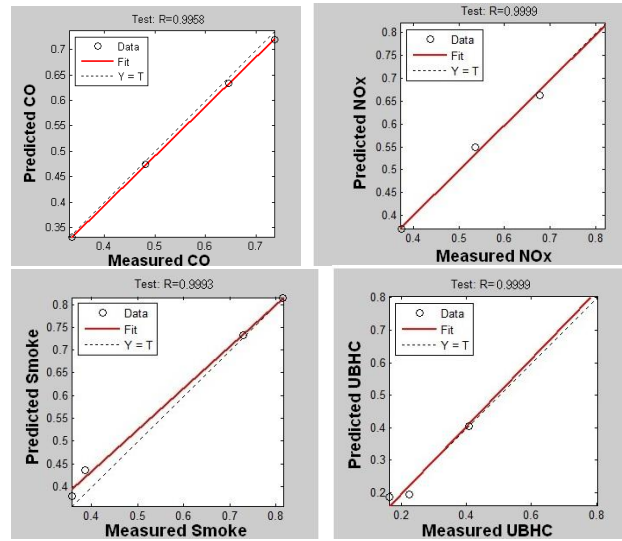 Test: R=0.9958
Data
Fit
Y = T
Predicted CO
0.7
0.65
0.6
0.55
0.5
0.45
0.4
0.35
0.4
0.5
0.6
0.7
Measured CO
Test: R=0.9999
Data
Fit
Y = T
Predicted NOx
0.8
0.75
0.7
0.65
0.6
0.55
0.5
0.45
0.4
0.4
0.5
0.6
0.7
0.8
Measured NOx
Test: R=0.9993
Data
Fit
Y = T
Predicted Smoke
0.8
0.75
0.7
0.65
0.6
0.55
0.5
0.45
0.4
0.4
0.5
0.6
0.7
0.8
Measured Smoke
Test: R=0.9999
Data
Fit
Y = T
Predicted UBHC
0.8
0.7
0.6
0.5
0.4
0.3
0.2
0.2
0.4
0.6
0.8
Measured UBHC